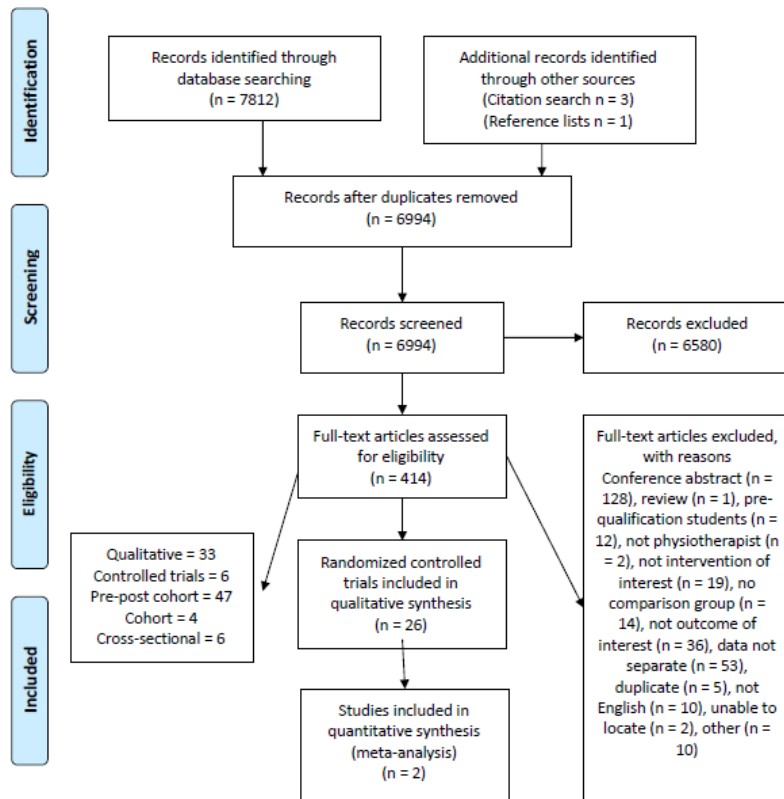 Identification
Records identified through
database searching
(n = 7812)
Additional records identified
through other sources
(Citation search n = 3)
(Reference lists n = 1)
Records after duplicates removed
(n = 6994)
Screening
Records screened
(n = 6994)
Records excluded
(n = 6580)
Eligibility
Full-text articles assessed
for eligibility
(n = 414)
Full-text articles excluded,
with reasons
Conference abstract (n =
128), review (n = 1), pre-
qualification students (n =
12), not physiotherapist (n
= 2), not intervention of
interest (n = 19), no
comparison group (n =
14), not outcome of
interest (n = 36), data not
separate (n = 53),
duplicate (n = 5), not
English (n = 10), unable to
locate (n = 2), other (n =
10)
Qualitative = 33
Controlled trials = 6
Pre-post cohort = 47
Cohort = 4
Cross-sectional = 6
Randomized controlled
trials included in
qualitative synthesis
(n = 26)
Included
Studies included in
quantitative synthesis
(meta-analysis)
(n = 2)